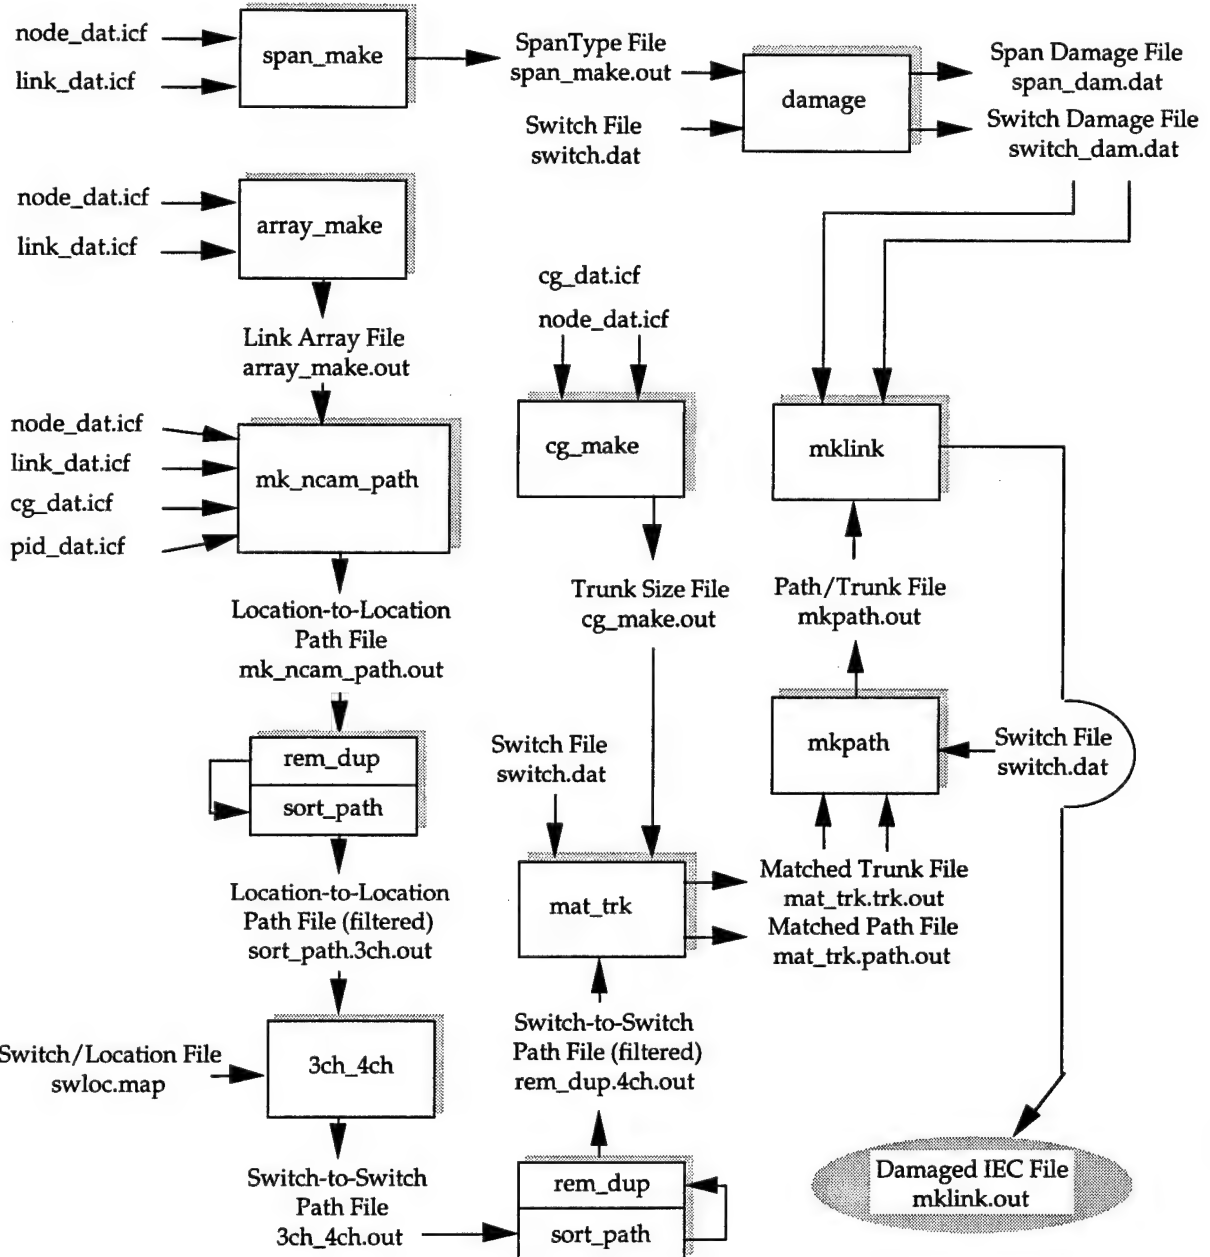 node_dat.icf
link_dat.icf
span_make
SpanType File
span_make.out
Switch File
switch.dat
damage
Span Damage File
span_dam.dat
Switch Damage File
switch_dam.dat
node_dat.icf
link_dat.icf
array_make
Link Array File
array_make.out
cg_dat.icf
node_dat.icf
node_dat.icf
link_dat.icf
cg_dat.icf
pid_dat.icf
mk_ncam_path
cg_make
mklink
Location-to-Location
Path File
mk_ncam_path.out
Trunk Size File
cg_make.out
Path/Trunk File
mkpath.out
rem_dup
sort_path
Switch File
switch.dat
mkpath
Switch File
switch.dat
Location-to-Location
Path File (filtered)
sort_path.3ch.out
mat_trk
Matched Trunk File
mat_trk.trk.out
Matched Path File
mat_trk.path.out
Switch/Location File
swloc.map
3ch_4ch
Switch-to-Switch
Path File (filtered)
rem_dup.4ch.out
Switch-to-Switch
Path File
3ch_4ch.out
rem_dup
sort_path
Damaged IEC File
mklink.out